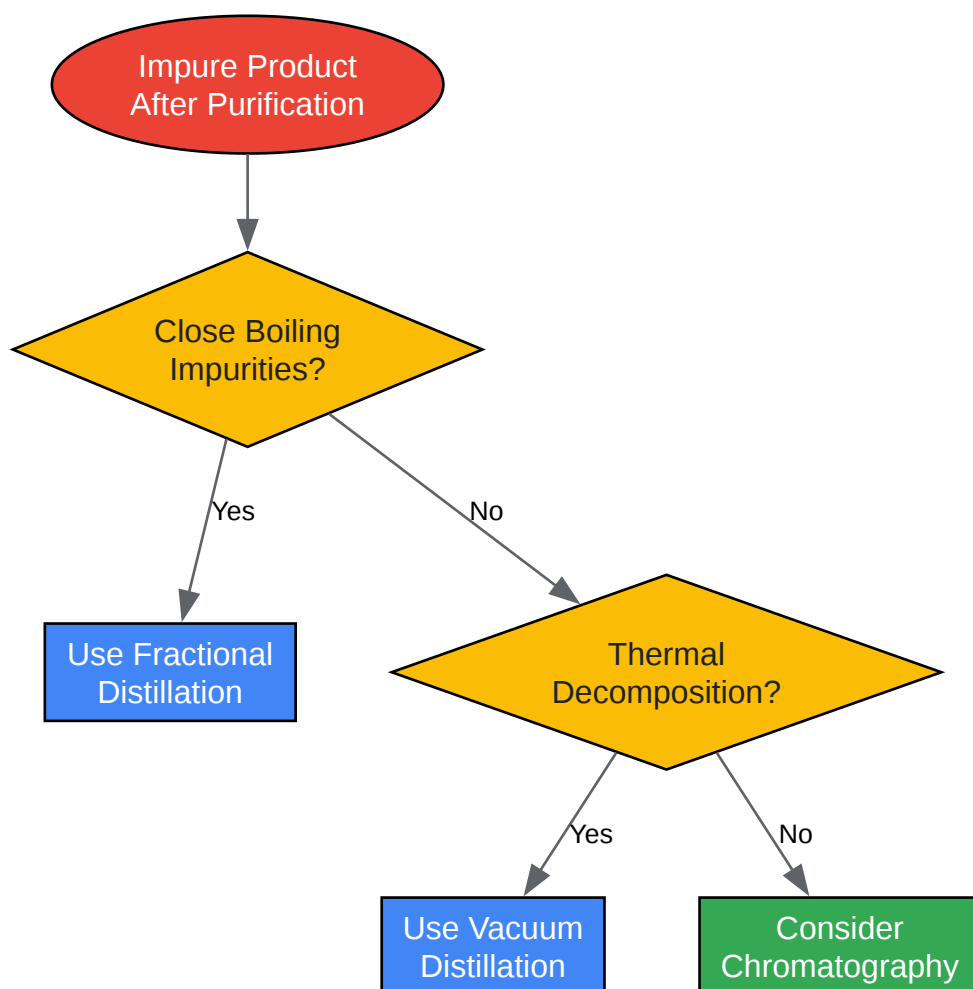 Impure Product
After Purification
Close Boiling
Impurities?
Yes
No
Use Fractional
Distillation
Thermal
Decomposition?
Yes
No
Use Vacuum
Distillation
Consider
Chromatography